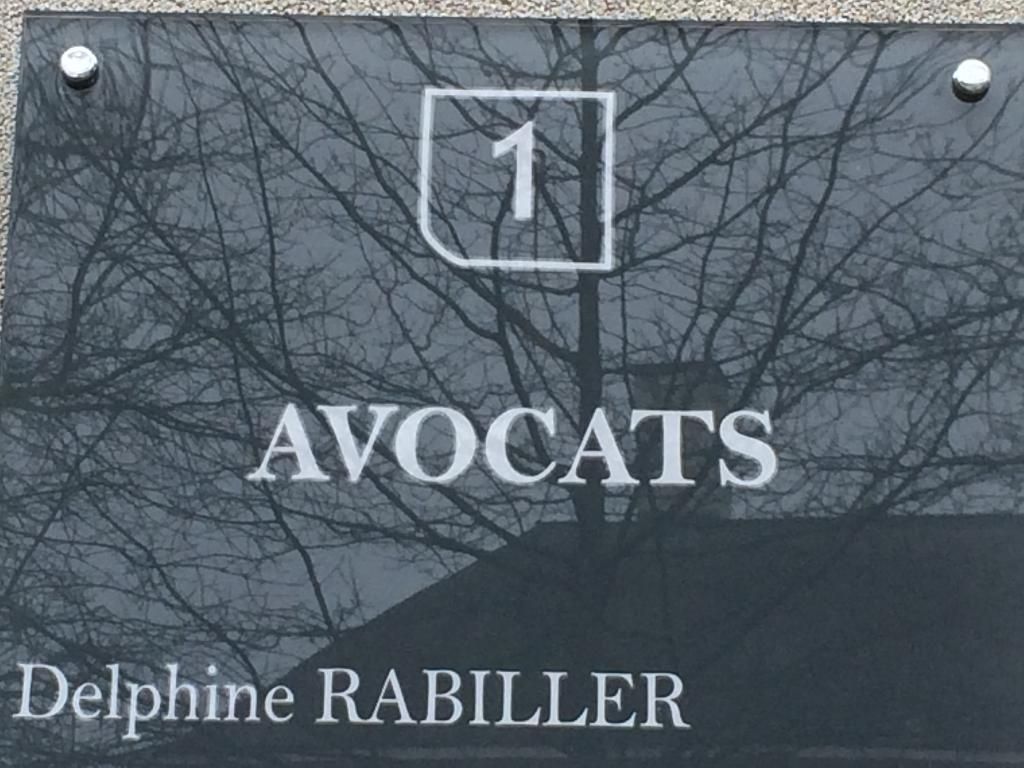 1
AVOCATS
Delphine RABILLER